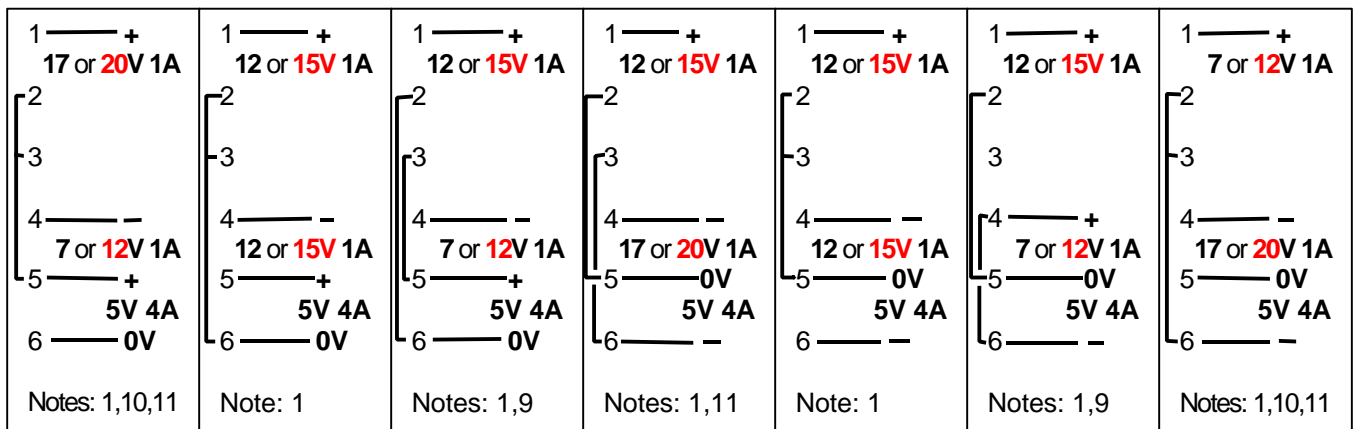 1 +
17 or 20V 1A
2
3
4 −
7 or 12V 1A
5 +
5V 4A
6 0V
Notes: 1,10,11
1 +
12 or 15V 1A
2
3
4 −
12 or 15V 1A
5 +
5V 4A
6 0V
Note: 1
1 +
12 or 15V 1A
2
3
4 −
7 or 12V 1A
5 +
5V 4A
6 0V
Notes: 1,9
1 +
12 or 15V 1A
2
3
4 −
17 or 20V 1A
5 0V
5V 4A
6 −
Notes: 1,11
1 +
12 or 15V 1A
2
3
4 −
12 or 15V 1A
5 0V
5V 4A
6 −
Note: 1
1 +
12 or 15V 1A
2
3
4 +
7 or 12V 1A
5 0V
5V 4A
6 −
Notes: 1,9
1 +
7 or 12V 1A
2
3
4 −
17 or 20V 1A
5 0V
5V 4A
6 −
Notes: 1,10,11